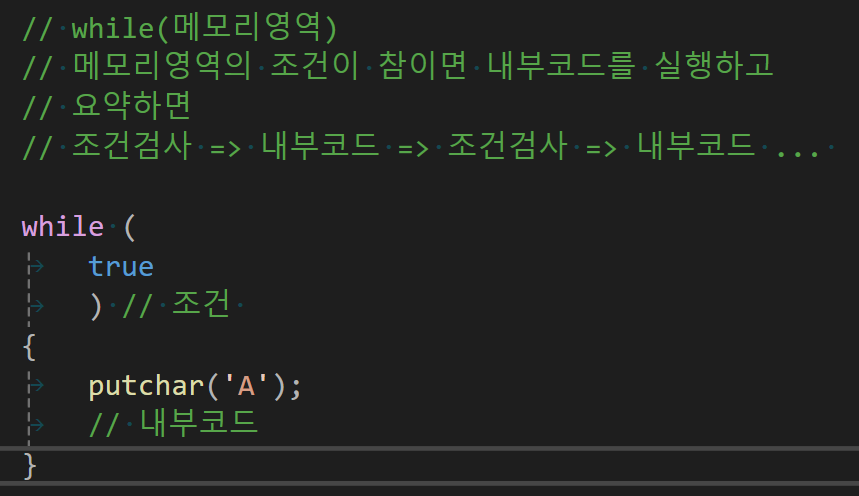 // while(메모리영역)
// 메모리영역의 조건이 참이면 내부코드를 실행하고
// 요약하면
// 조건검사 => 내부코드 => 조건검사 => 내부코드 ...
while (
true
) // 조건
{
putchar('A');
// 내부코드
}